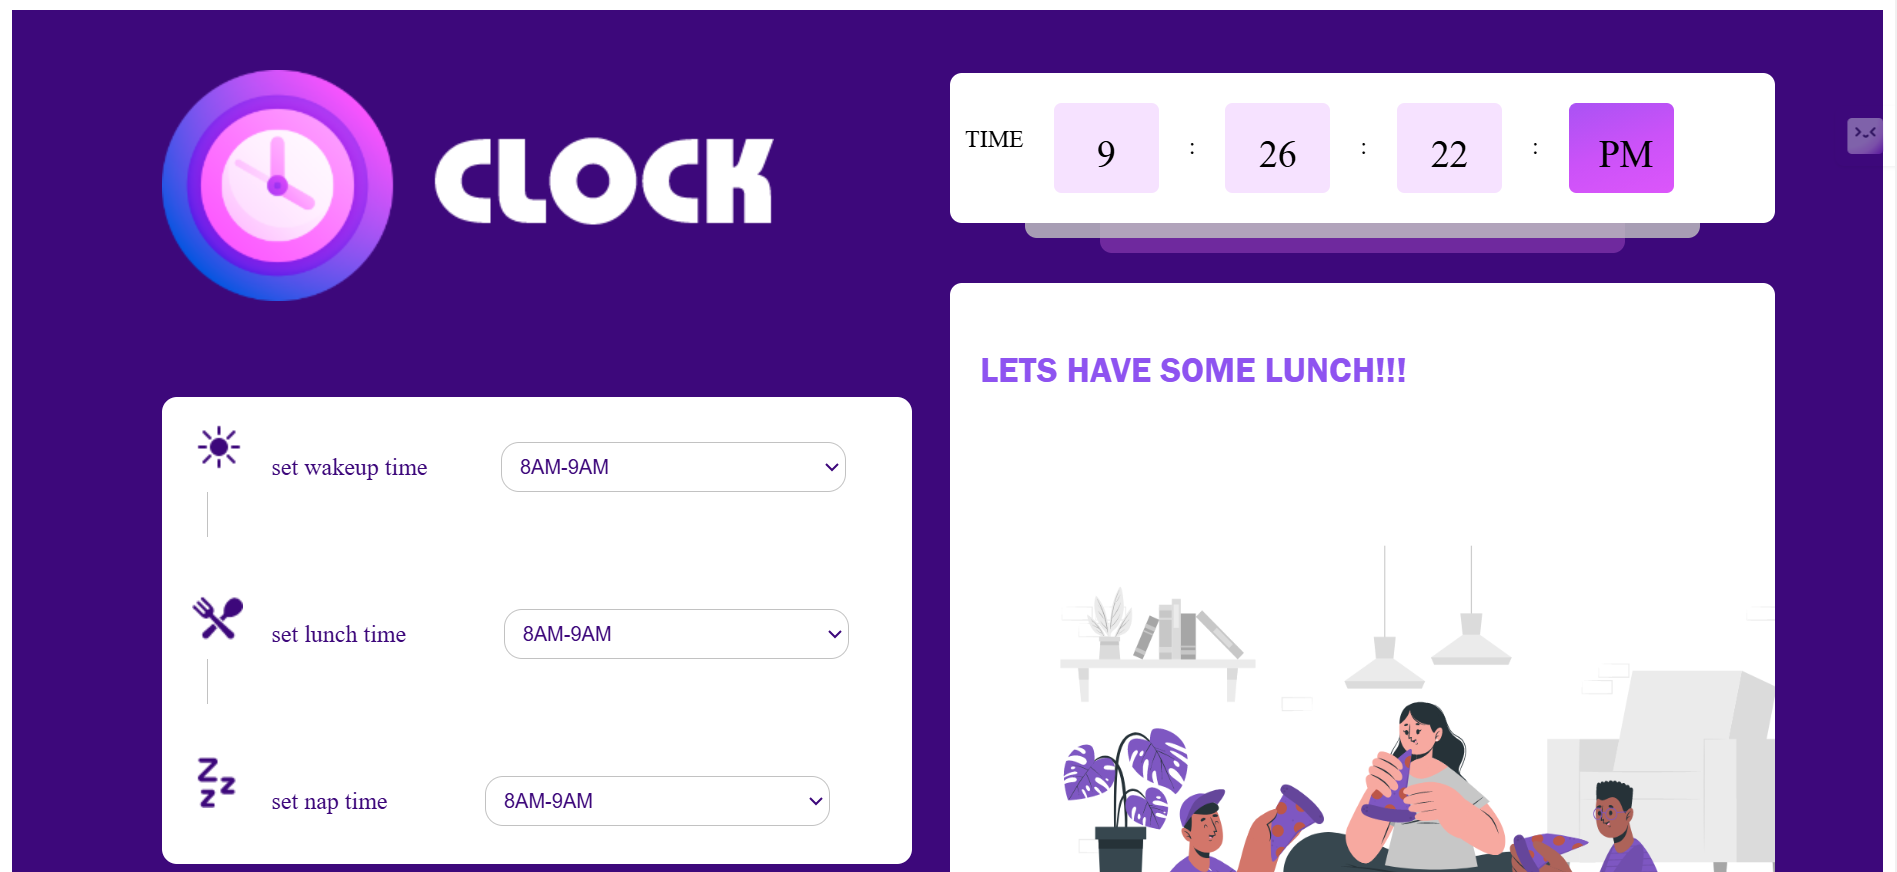 CLOCK
TIME 9 : 26 : 22 : PM
LETS HAVE SOME LUNCH!!!
set wakeup time 8AM-9AM
set lunch time 8AM-9AM
Zzz
set nap time 8AM-9AM